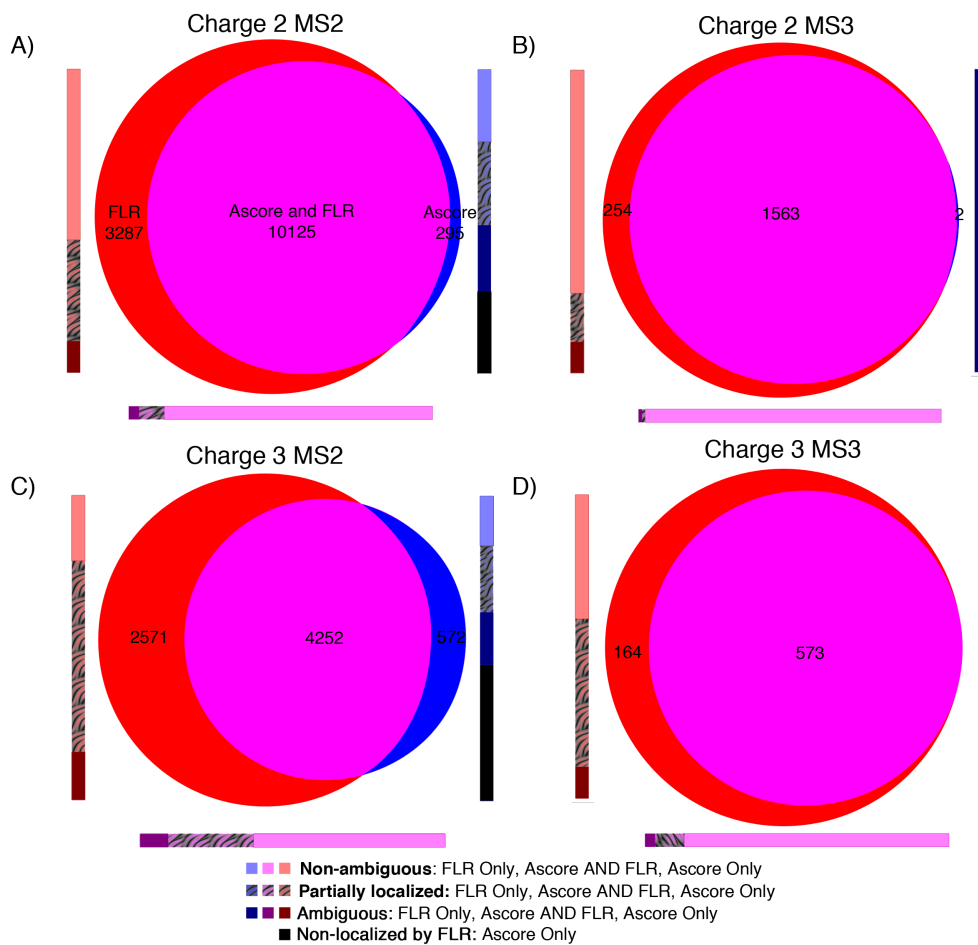 Charge 2 MS2
Charge 2 MS3
A)
B)
FLR
3287
Ascore and FLR
10125
Ascore
295
254
1563
2
Charge 3 MS2
Charge 3 MS3
C)
D)
2571
4252
572
164
573
Non-ambiguous: FLR Only, Ascore AND FLR, Ascore Only
Partially localized: FLR Only, Ascore AND FLR, Ascore Only
Ambiguous: FLR Only, Ascore AND FLR, Ascore Only
Non-localized by FLR: Ascore Only